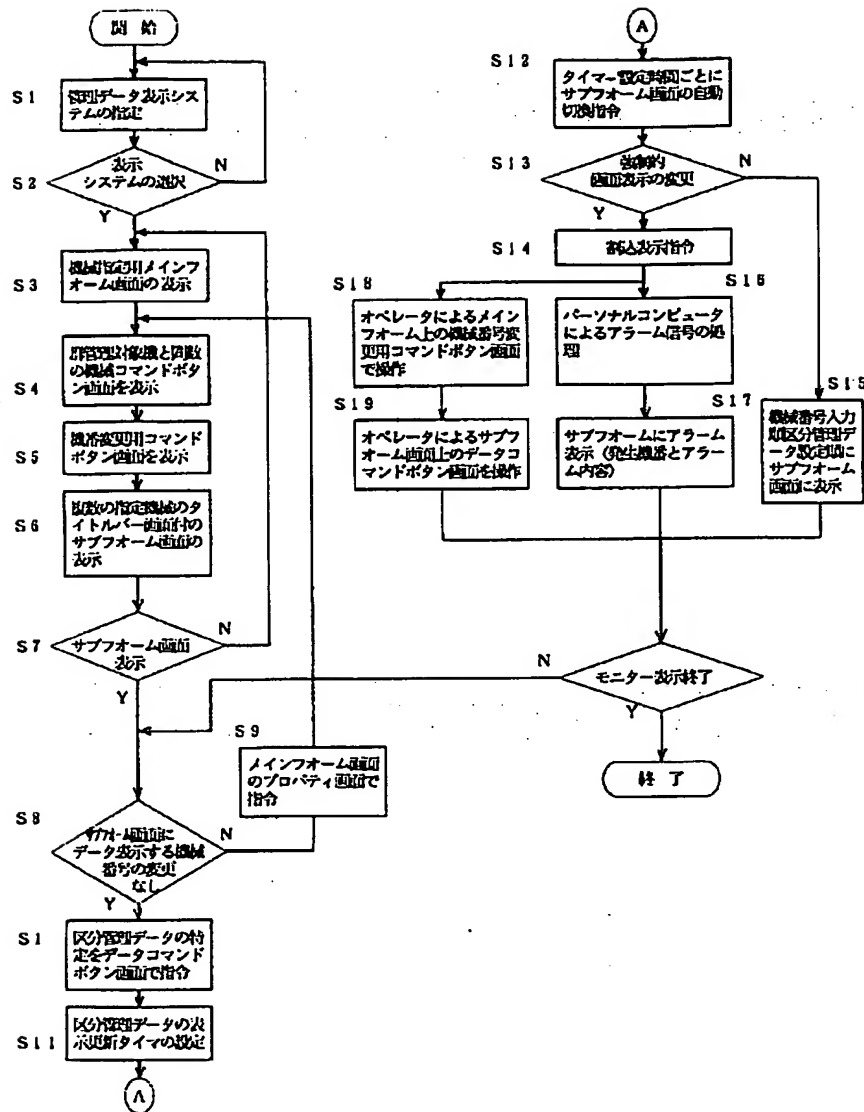 開 始
S1
管理データ表示シス
テムの指定
S2
表示
システムの選択
N
Y
S3
機械指定用メインフ
ォーム画面の表示
S4
群管理対象機と同数
の機械コマンドボタ
ン画面を表示
S5
機番変更用コマンド
ボタン画面を表示
S6
の指定機械のタ
イトルバー画面付の
サブフォーム画面の
表示
S7
サブフォーム画面
表示
N
Y
S9
メインフォーム画面
のプロパティ画面で
指令
S8
サブフォーム画面に
データ表示する機械
番号の変更
なし
N
Y
S1
区分管理データの特
定をデータコマンド
ボタン画面で指令
S11
区分管理データの表
示更新タイマの設定
A
A
S12
タイマー設定時間ごとに
サブフォーム画面の自動
切換指令
S13
強制的
画面表示の変更
N
Y
S14
割込表示指令
S18
オペレータによるメイン
フォーム上の機械番号変
更用コマンドボタン画面
で操作
S16
パーソナルコンピュータ
によるアラーム信号の処
理
S19
オペレータによるサブフ
ォーム画面上のデータコ
マンドボタン画面を操作
S17
サブフォームにアラーム
表示（発生機番とアラー
ム内容）
S15
機械番号入力
順区分管理デ
ータ設定順に
サブフォーム
画面に表示
モニター表示終了
N
Y
終 了